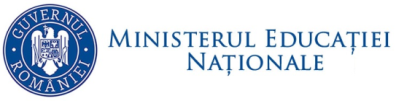 GUVERNUL ROMÂNIEI
MINISTERUL EDUCAȚIEI
NAȚIONALE